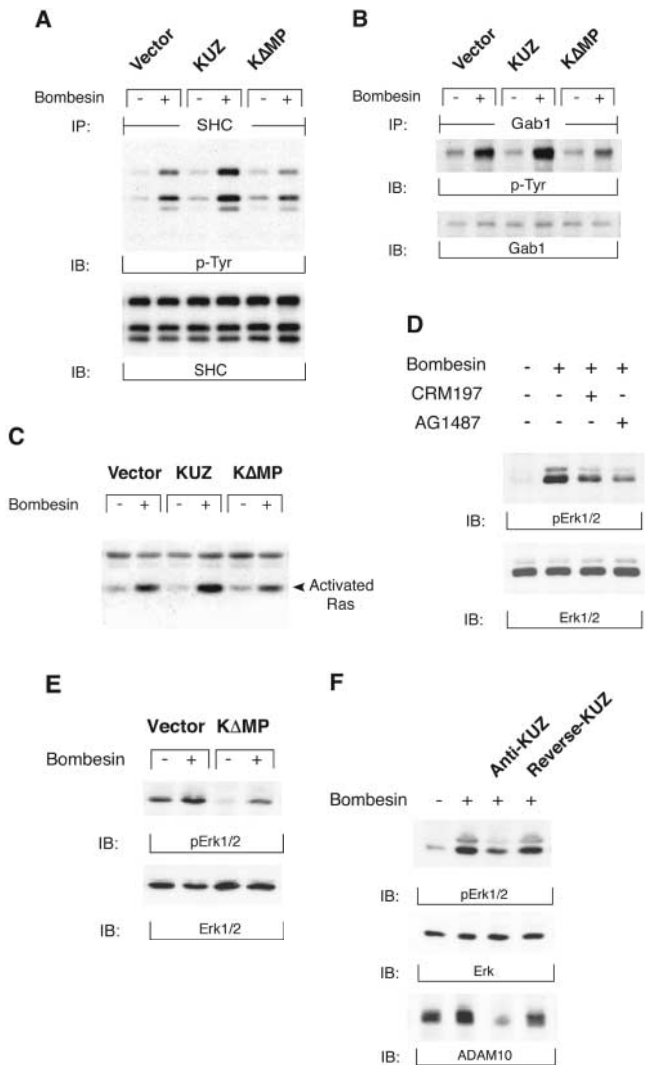 A
Vector KUZ KΔMP
Bombesin - + - + - +
IP: SHC
IB: p-Tyr
IB: SHC
B
Vector KUZ KΔMP
Bombesin - + - + - +
IP: Gab1
IB: p-Tyr
IB: Gab1
C
Vector KUZ KΔMP
Bombesin - + - + - +
Activated
Ras
D
Bombesin - + + +
CRM197 - - + -
AG1487 - - - +
IB: pErk1/2
IB: Erk1/2
E
Vector KΔMP
Bombesin - + - +
IB: pErk1/2
IB: Erk1/2
F
Anti-KUZ Reverse-KUZ
Bombesin - + + +
IB: pErk1/2
IB: Erk
IB: ADAM10